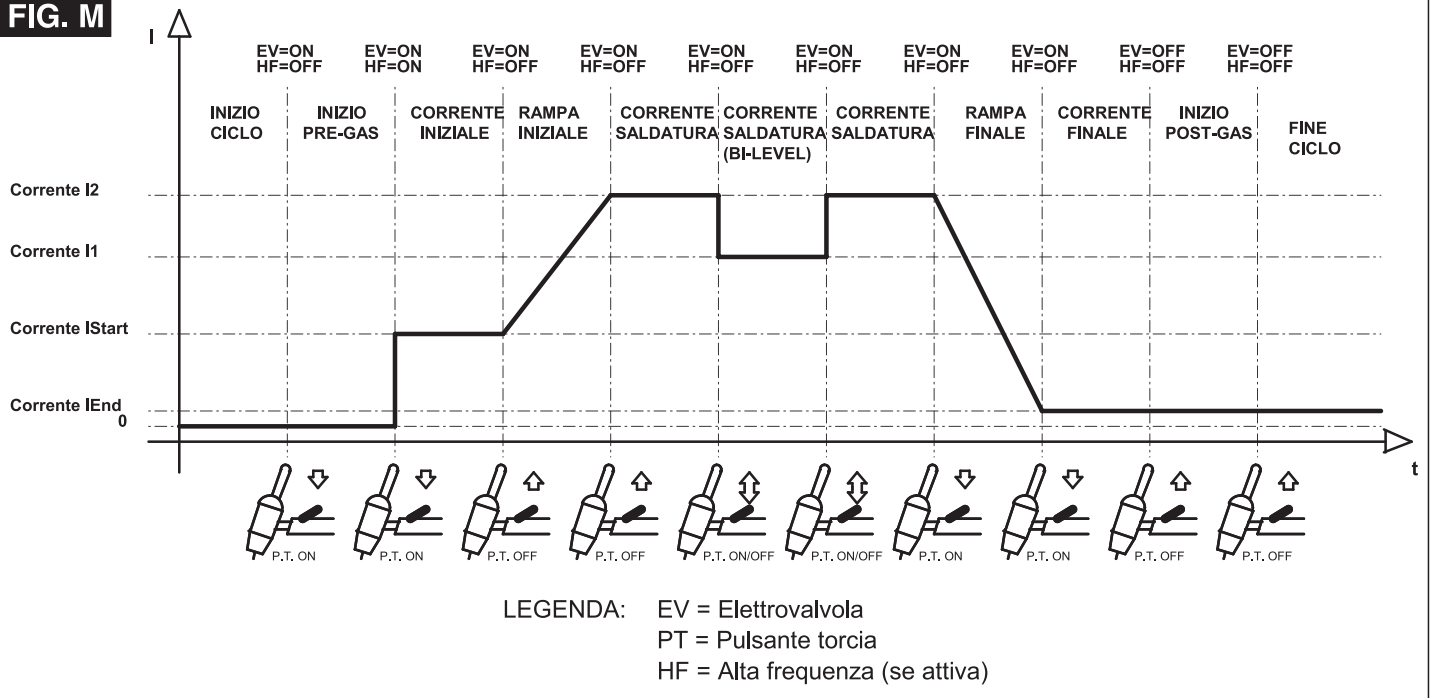 FIG. M
I
EV=ON EV=ON EV=ON EV=ON EV=ON EV=ON EV=ON EV=ON EV=OFF EV=OFF
HF=OFF HF=ON HF=OFF HF=OFF HF=OFF HF=OFF HF=OFF HF=OFF HF=OFF HF=OFF
INIZIO CICLO
INIZIO PRE-GAS
CORRENTE INIZIALE
RAMPA INIZIALE
CORRENTE SALDATURA
CORRENTE SALDATURA (BI-LEVEL)
CORRENTE SALDATURA
RAMPA FINALE
CORRENTE FINALE
INIZIO POST-GAS
FINE CICLO
Corrente I2
Corrente I1
Corrente IStart
Corrente IEnd
0
t
P.T. ON P.T. ON P.T. OFF P.T. OFF P.T. ON/OFF P.T. ON/OFF P.T. ON P.T. ON P.T. OFF P.T. OFF
LEGENDA: EV = Elettrovalvola
PT = Pulsante torcia
HF = Alta frequenza (se attiva)